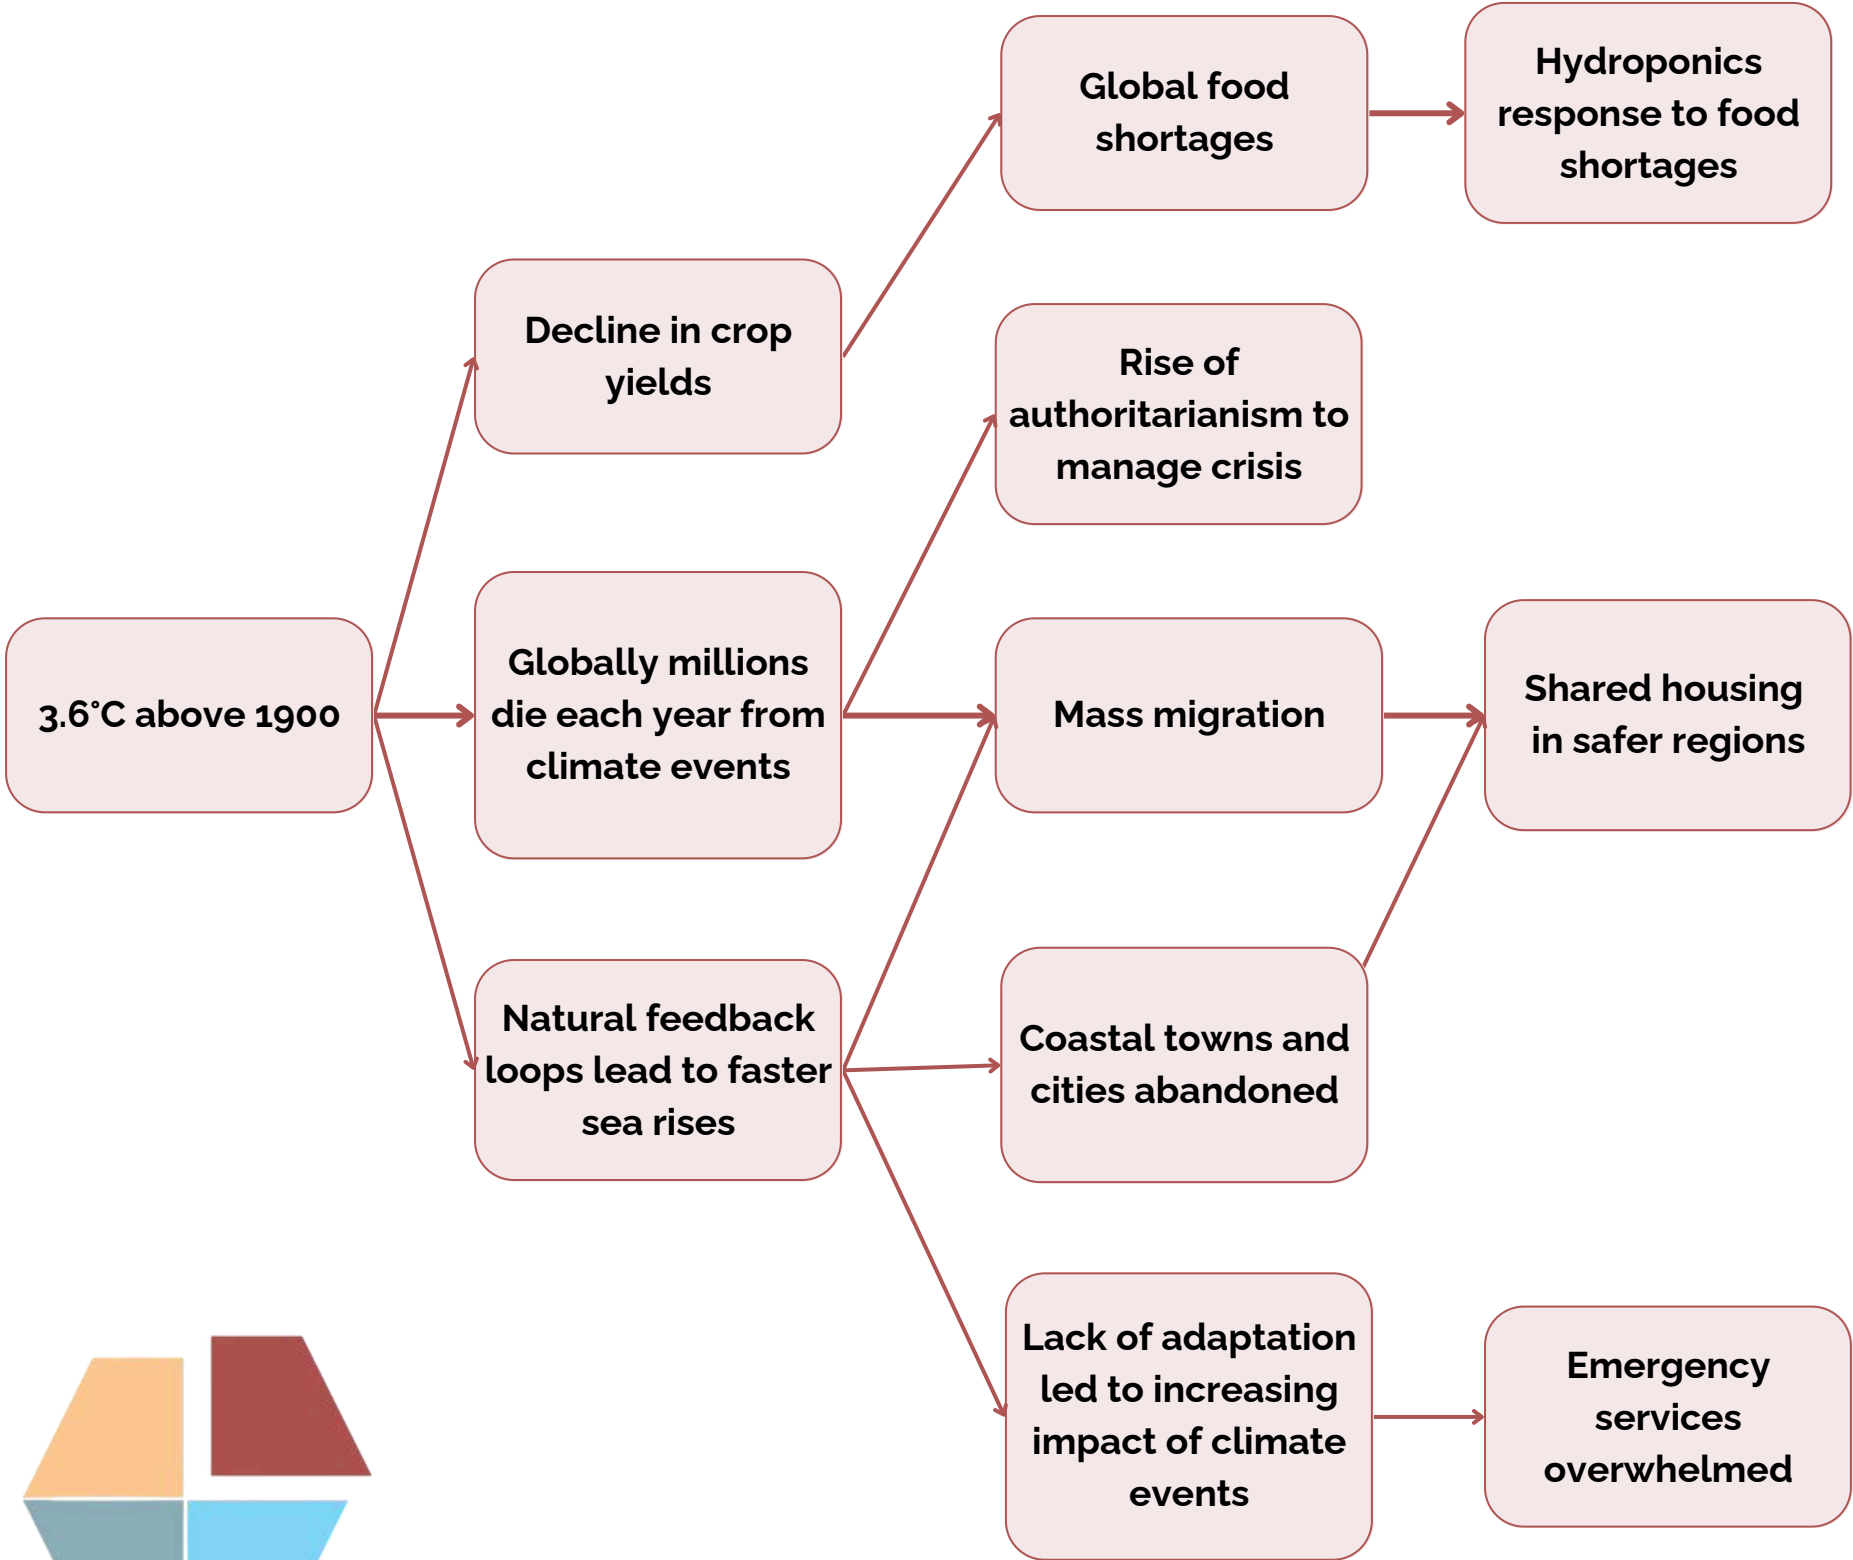 Global food
shortages
Hydroponics
response to food
shortages
Decline in crop
yields
Rise of
authoritarianism to
manage crisis
3.6°C above 1900
Globally millions
die each year from
climate events
Mass migration
Shared housing
in safer regions
Natural feedback
loops lead to faster
sea rises
Coastal towns and
cities abandoned
Lack of adaptation
led to increasing
impact of climate
events
Emergency
services
overwhelmed